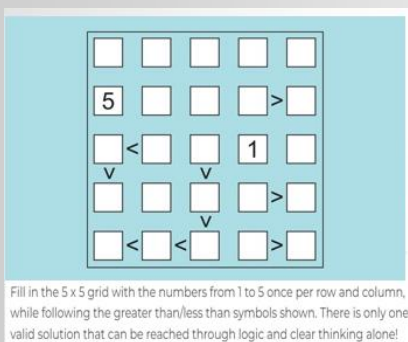 5 >
< 1
v v
>
v
< < >
Fill in the 5 x 5 grid with the numbers from 1 to 5 once per row and column,
while following the greater than/less than symbols shown. There is only one
valid solution that can be reached through logic and clear thinking alone!